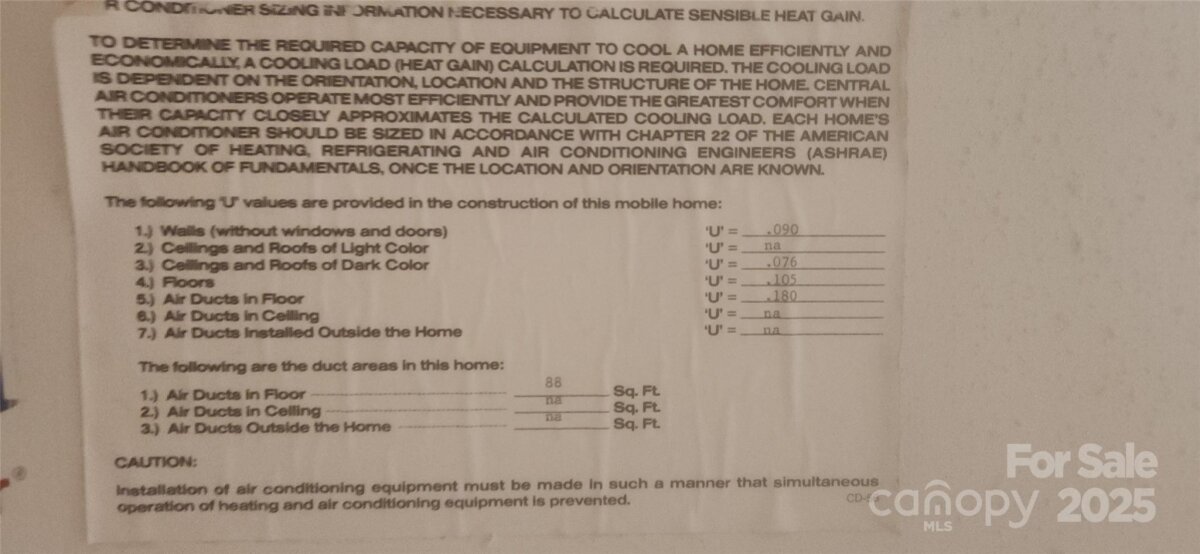 R CONDITIONER SIZING INFORMATION NECESSARY TO CALCULATE SENSIBLE HEAT GAIN.
TO DETERMINE THE REQUIRED CAPACITY OF EQUIPMENT TO COOL A HOME EFFICIENTLY AND
ECONOMICALLY, A COOLING LOAD (HEAT GAIN) CALCULATION IS REQUIRED. THE COOLING LOAD
IS DEPENDENT ON THE ORIENTATION, LOCATION AND THE STRUCTURE OF THE HOME. CENTRAL
AIR CONDITIONERS OPERATE MOST EFFICIENTLY AND PROVIDE THE GREATEST COMFORT WHEN
THEIR CAPACITY CLOSELY APPROXIMATES THE CALCULATED COOLING LOAD. EACH HOME'S
AIR CONDITIONER SHOULD BE SIZED IN ACCORDANCE WITH CHAPTER 22 OF THE AMERICAN
SOCIETY OF HEATING, REFRIGERATING AND AIR CONDITIONING ENGINEERS (ASHRAE)
HANDBOOK OF FUNDAMENTALS, ONCE THE LOCATION AND ORIENTATION ARE KNOWN.
The following 'U' values are provided in the construction of this mobile home:
1.) Walls (without windows and doors) 'U' = .090
2.) Ceilings and Roofs of Light Color 'U' = na
3.) Ceilings and Roofs of Dark Color 'U' = .076
4.) Floors 'U' = .105
5.) Air Ducts in Floor 'U' = .180
6.) Air Ducts in Ceiling 'U' = na
7.) Air Ducts Installed Outside the Home 'U' = na
The following are the duct areas in this home:
1.) Air Ducts in Floor 88 Sq. Ft.
2.) Air Ducts in Ceiling na Sq. Ft.
3.) Air Ducts Outside the Home na Sq. Ft.
CAUTION:
Installation of air conditioning equipment must be made in such a manner that simultaneous
operation of heating and air conditioning equipment is prevented.
For Sale
canopy 2025
MLS